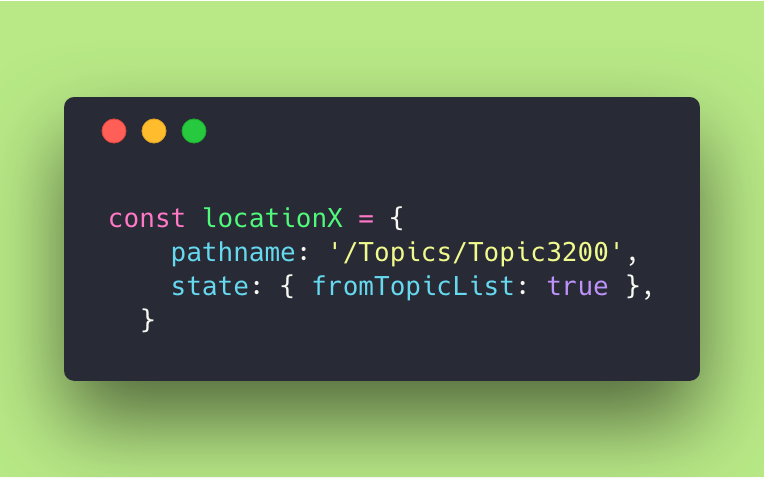 const locationX = {
    pathname: '/Topics/Topic3200',
    state: { fromTopicList: true },
  }